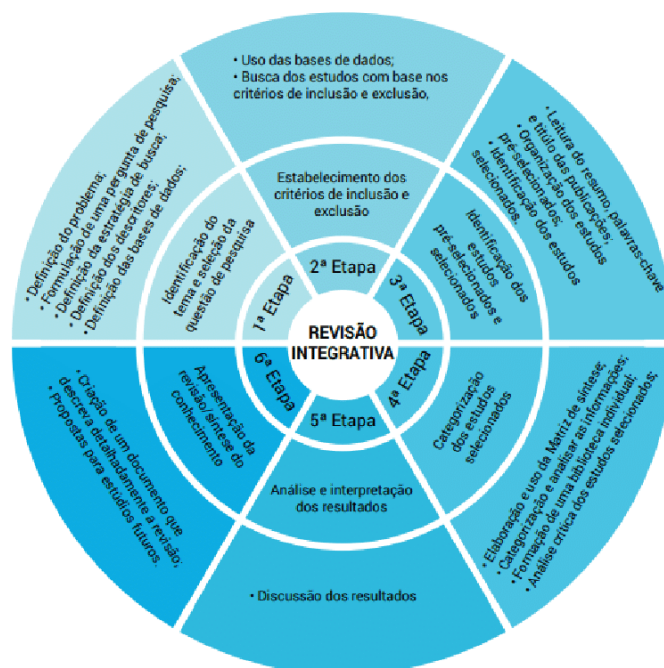 REVISÃO
INTEGRATIVA
1ª Etapa
Identificação do
tema e seleção da
questão de pesquisa
• Definição do problema;
• Formulação de uma pergunta de pesquisa;
• Definição da estratégia de busca;
• Definição dos descritores;
• Definição das bases de dados;
2ª Etapa
Estabelecimento dos
critérios de inclusão e
exclusão
• Uso das bases de dados;
• Busca dos estudos com base nos
critérios de inclusão e exclusão,
3ª Etapa
Identificação dos
estudos
pré-selecionados e
selecionados
• Leitura do resumo, palavras-chave
e título das publicações;
• Organização dos estudos
pré-selecionados;
• Identificação dos estudos
selecionados,
4ª Etapa
Categorização
dos estudos
selecionados
• Elaboração e uso da Matriz de síntese;
• Categorização e analisar as informações;
• Formação de uma biblioteca individual;
• Análise crítica dos estudos selecionados;
5ª Etapa
Análise e interpretação
dos resultados
• Discussão dos resultados
6ª Etapa
Apresentação da
revisão/síntese do
conhecimento
• Criação de um documento que
descreva detalhadamente a revisão;
• Propostas para estúdios futuros,